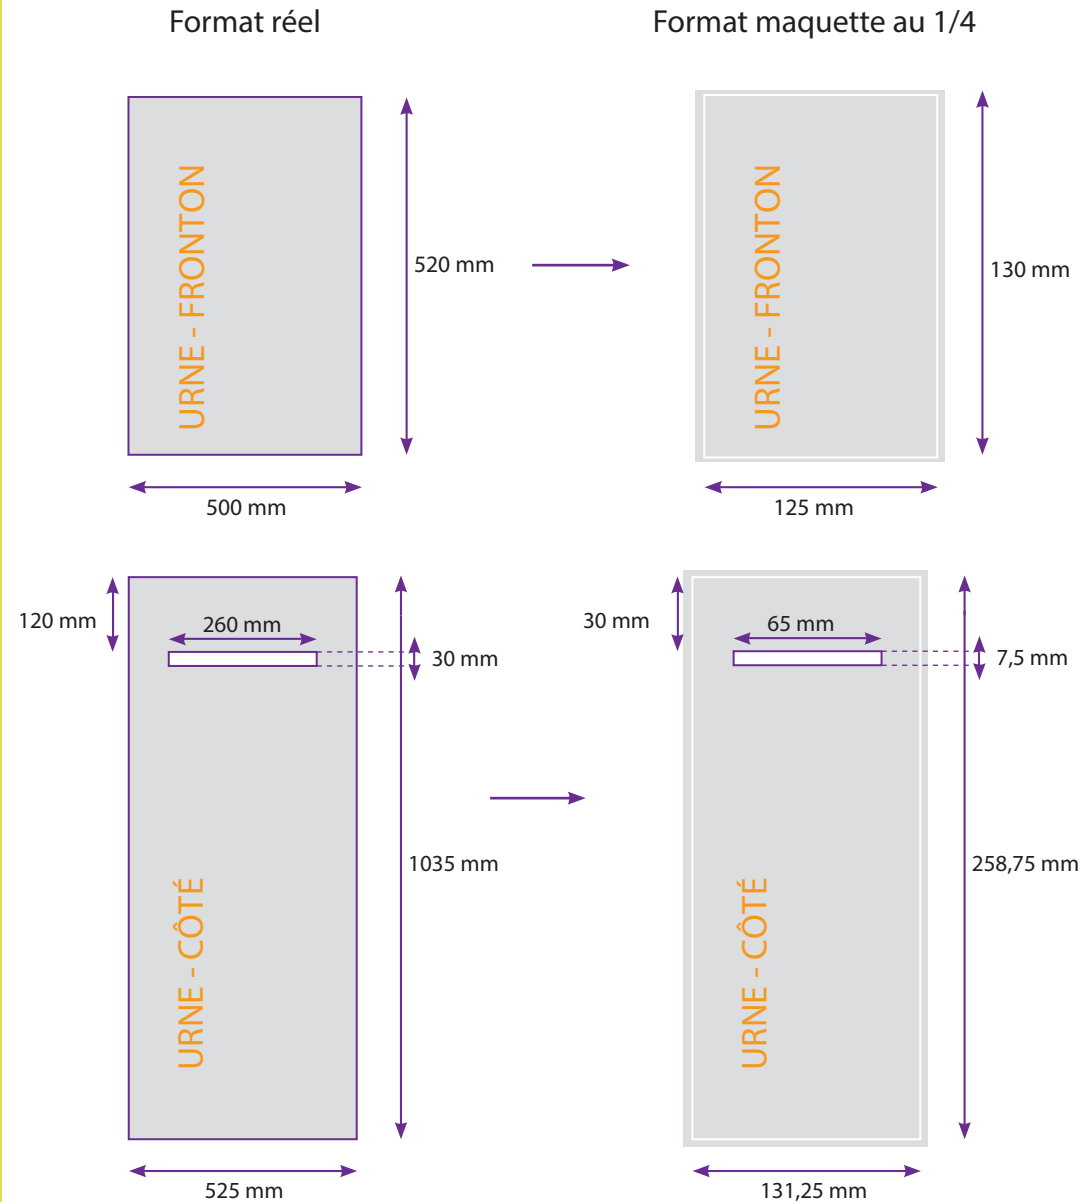 Format réel
Format maquette au 1/4
URNE - FRONTON
520 mm
500 mm
URNE - FRONTON
130 mm
125 mm
120 mm
260 mm
30 mm
URNE - CÔTÉ
1035 mm
525 mm
30 mm
65 mm
7,5 mm
URNE - CÔTÉ
258,75 mm
131,25 mm